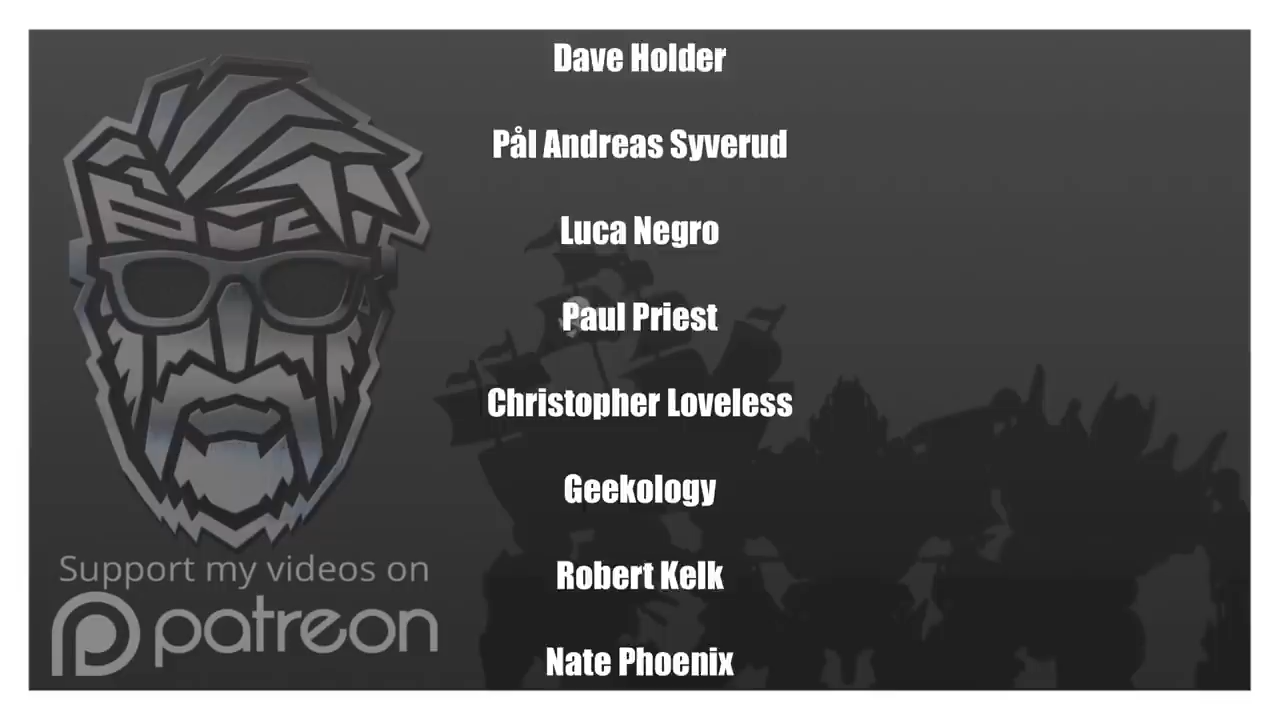 Dave Holder
Pål Andreas Syverud
Luca Negro
Paul Priest
Christopher Loveless
Geekology
Robert Kelk
Nate Phoenix
Support my videos on
patreon